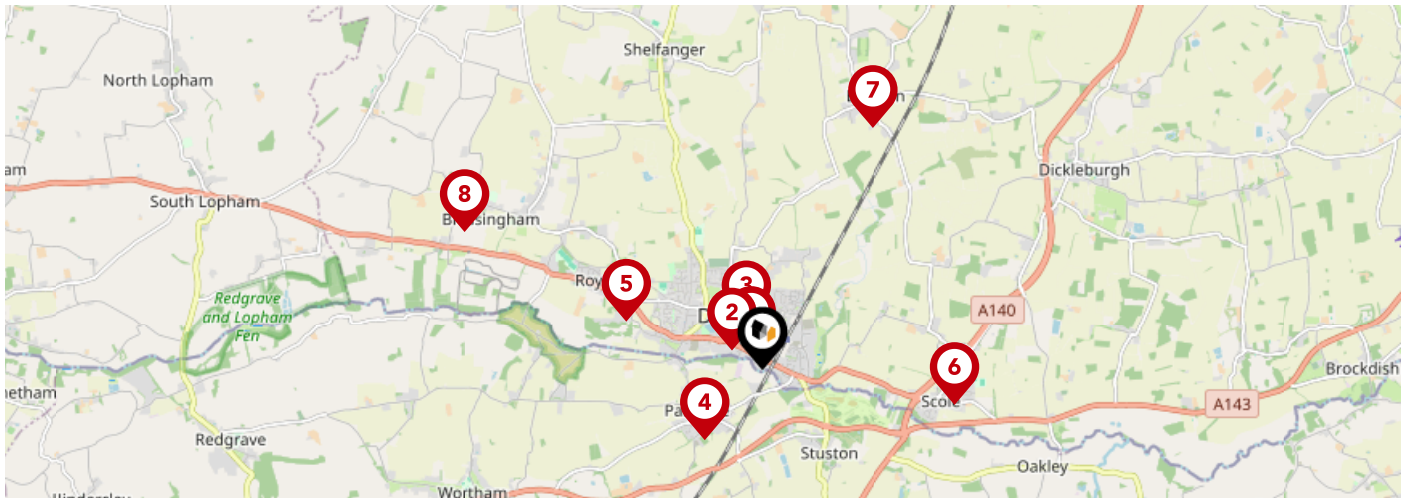 Shelfanger
North Lopham
7
Dickleburgh
am
8
South Lopham
3
5
2
Redgrave
and Lopham
Fen
A140
6
Brockdish
netham
4
A143
Redgrave
Stuston
Oakley
Wortham